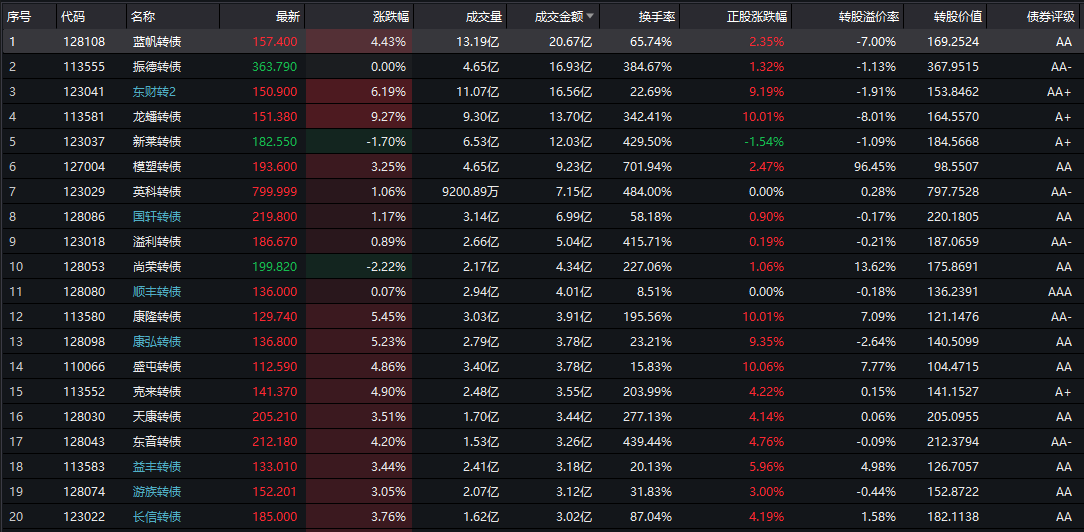 序号 代码 名称 最新 涨跌幅 成交量 成交金额 换手率 正股涨跌幅 转股溢价率 转股价值 债券评级
1 128108 蓝帆转债 157.400 4.43% 13.19亿 20.67亿 65.74% 2.35% -7.00% 169.2524 AA
2 113555 振德转债 363.790 0.00% 4.65亿 16.93亿 384.67% 1.32% -1.13% 367.9515 AA-
3 123041 东财转2 150.900 6.19% 11.07亿 16.56亿 22.69% 9.19% -1.91% 153.8462 AA+
4 113581 龙蟠转债 151.380 9.27% 9.30亿 13.70亿 342.41% 10.01% -8.01% 164.5570 A+
5 123037 新莱转债 182.550 -1.70% 6.53亿 12.03亿 429.50% -1.54% -1.09% 184.5668 A+
6 127004 模塑转债 193.600 3.25% 4.65亿 9.23亿 701.94% 2.47% 96.45% 98.5507 AA
7 123029 英科转债 799.999 1.06% 9200.89万 7.15亿 484.00% 0.00% 0.28% 797.7528 AA-
8 128086 国轩转债 219.800 1.17% 3.14亿 6.99亿 58.18% 0.90% -0.17% 220.1805 AA
9 123018 溢利转债 186.670 0.89% 2.66亿 5.04亿 415.71% 0.19% -0.21% 187.0659 AA-
10 128053 尚荣转债 199.820 -2.22% 2.17亿 4.34亿 227.06% 1.06% 13.62% 175.8691 AA
11 128080 顺丰转债 136.000 0.07% 2.94亿 4.01亿 8.51% 0.00% -0.18% 136.2391 AAA
12 113580 康隆转债 129.740 5.45% 3.03亿 3.91亿 195.56% 10.01% 7.09% 121.1476 AA-
13 128098 康弘转债 136.800 5.23% 2.79亿 3.78亿 23.21% 9.35% -2.64% 140.5099 AA
14 110066 盛屯转债 112.590 4.86% 3.40亿 3.78亿 15.83% 10.06% 7.77% 104.4715 AA
15 113552 克来转债 141.370 4.90% 2.48亿 3.55亿 203.99% 4.22% 0.15% 141.1527 A+
16 128030 天康转债 205.210 3.51% 1.70亿 3.44亿 277.13% 4.14% 0.06% 205.0955 AA
17 128043 东音转债 212.180 4.20% 1.53亿 3.26亿 439.44% 4.76% -0.09% 212.3794 AA-
18 113583 益丰转债 133.010 3.44% 2.41亿 3.18亿 20.13% 5.96% 4.98% 126.7057 AA
19 128074 游族转债 152.201 3.05% 2.07亿 3.12亿 31.83% 3.00% -0.44% 152.8722 AA
20 123022 长信转债 185.000 3.76% 1.62亿 3.02亿 87.04% 4.19% 1.58% 182.1138 AA